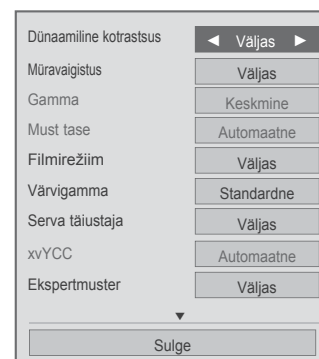 Dünaamiline kotrastsus ◄ Väljas ►
Müravaigistus Väljas
Gamma Keskmine
Must tase Automaatne
Filmirežiim Väljas
Värvigamma Standardne
Serva täiustaja Väljas
xvYCC Automaatne
Ekspertmuster Väljas
▼
Sulge